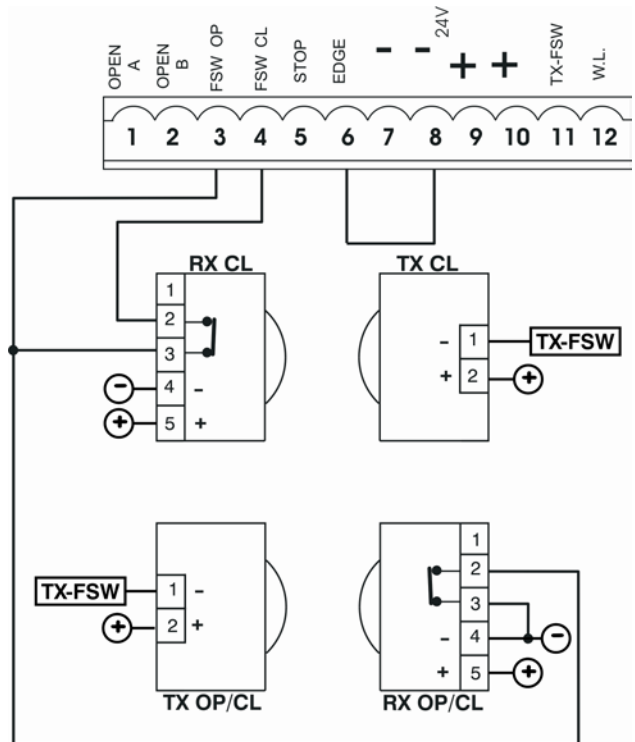 OPEN A
OPEN B
FSW OP
FSW CL
STOP
EDGE
-
-
24V
+
+
TX-FSW
W.L.
1 2 3 4 5 6 7 8 9 10 11 12
RX CL
1
2
3
4 -
5 +
-
+
TX CL
- 1
+ 2
TX-FSW
+
TX-FSW
+
1 -
2 +
TX OP/CL
1
2
3
- 4
+ 5
-
+
RX OP/CL